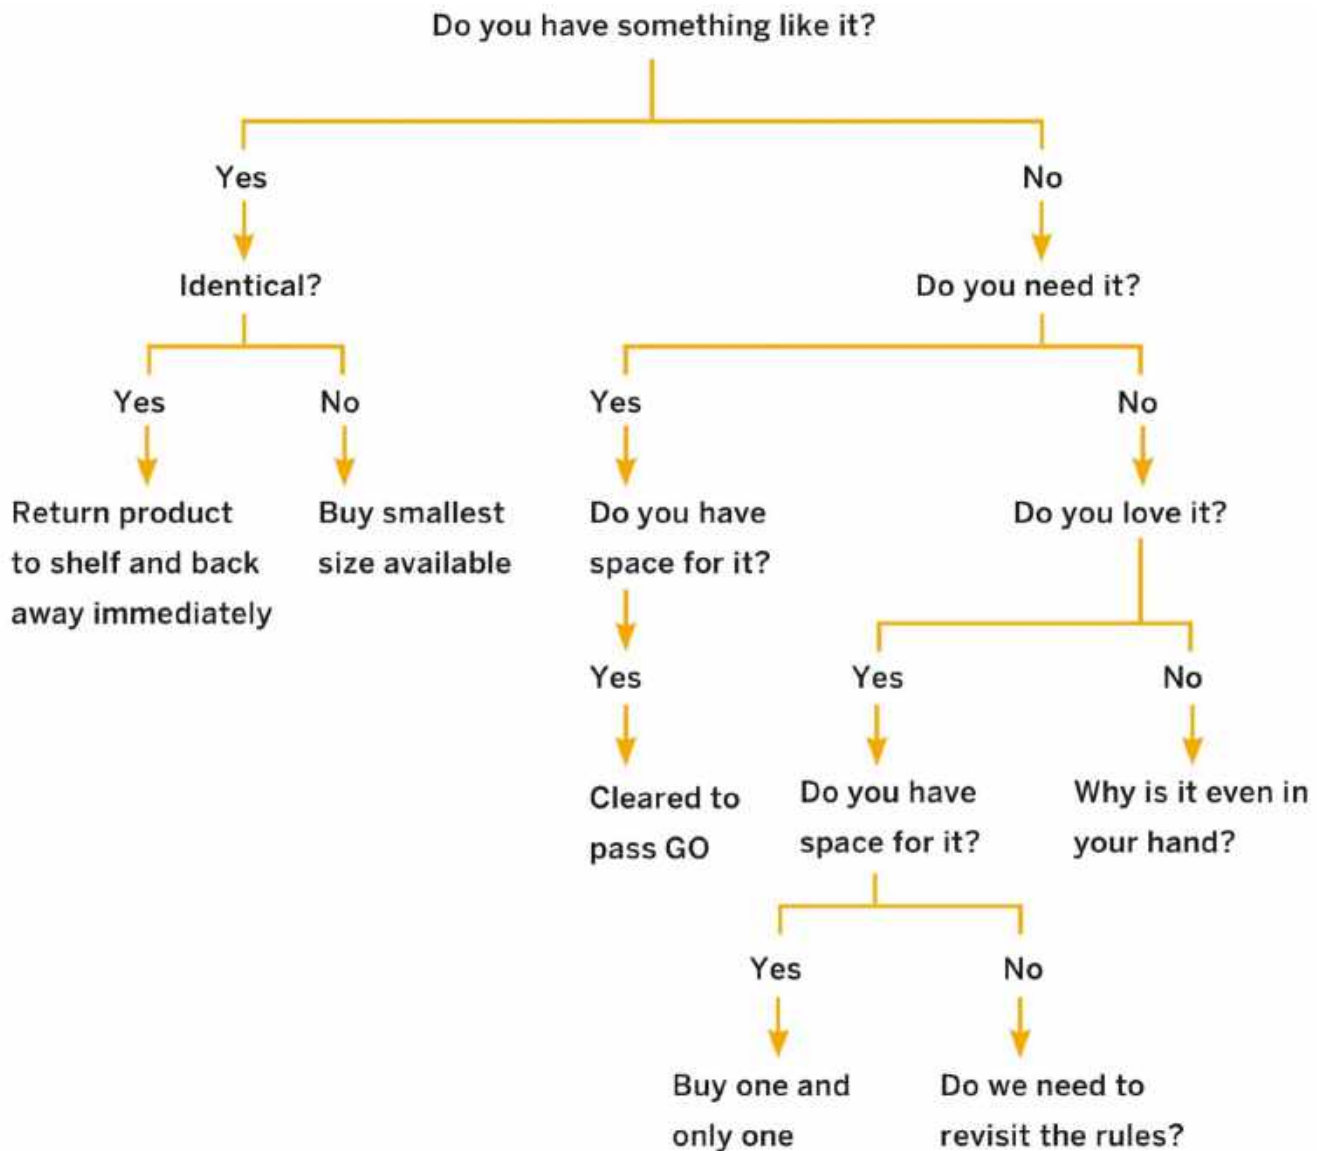 Do you have something like it?
Yes
No
Identical?
Do you need it?
Yes
No
Yes
No
Return product
to shelf and back
away immediately
Buy smallest
size available
Do you have
space for it?
Do you love it?
Yes
Yes
No
Cleared to
pass GO
Do you have
space for it?
Why is it even in
your hand?
Yes
No
Buy one and
only one
Do we need to
revisit the rules?